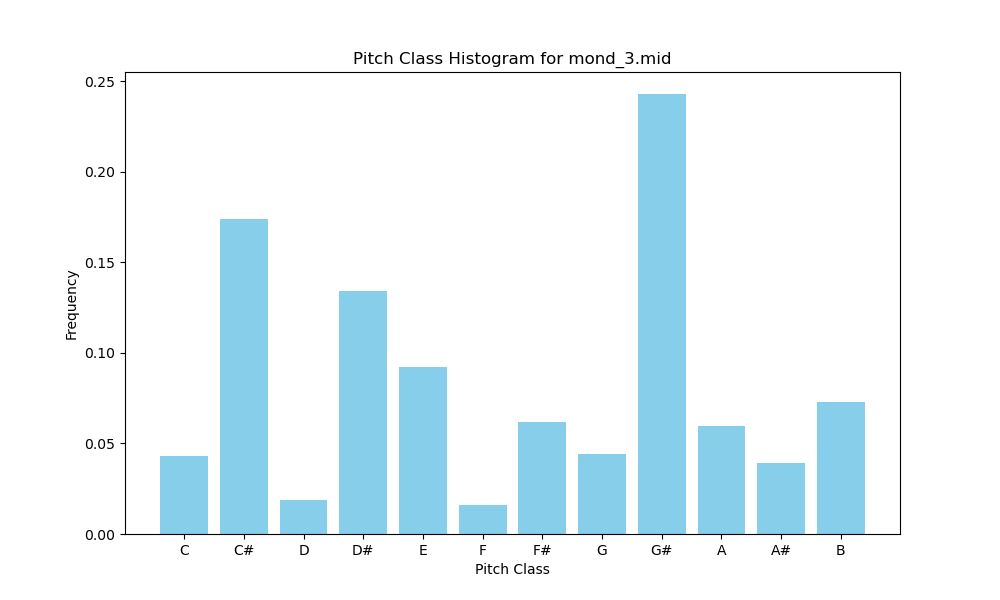 Pitch Class Histogram for mond_3.mid
Frequency
0.25
0.20
0.15
0.10
0.05
0.00
C C# D D# E F F# G G# A A# B
Pitch Class